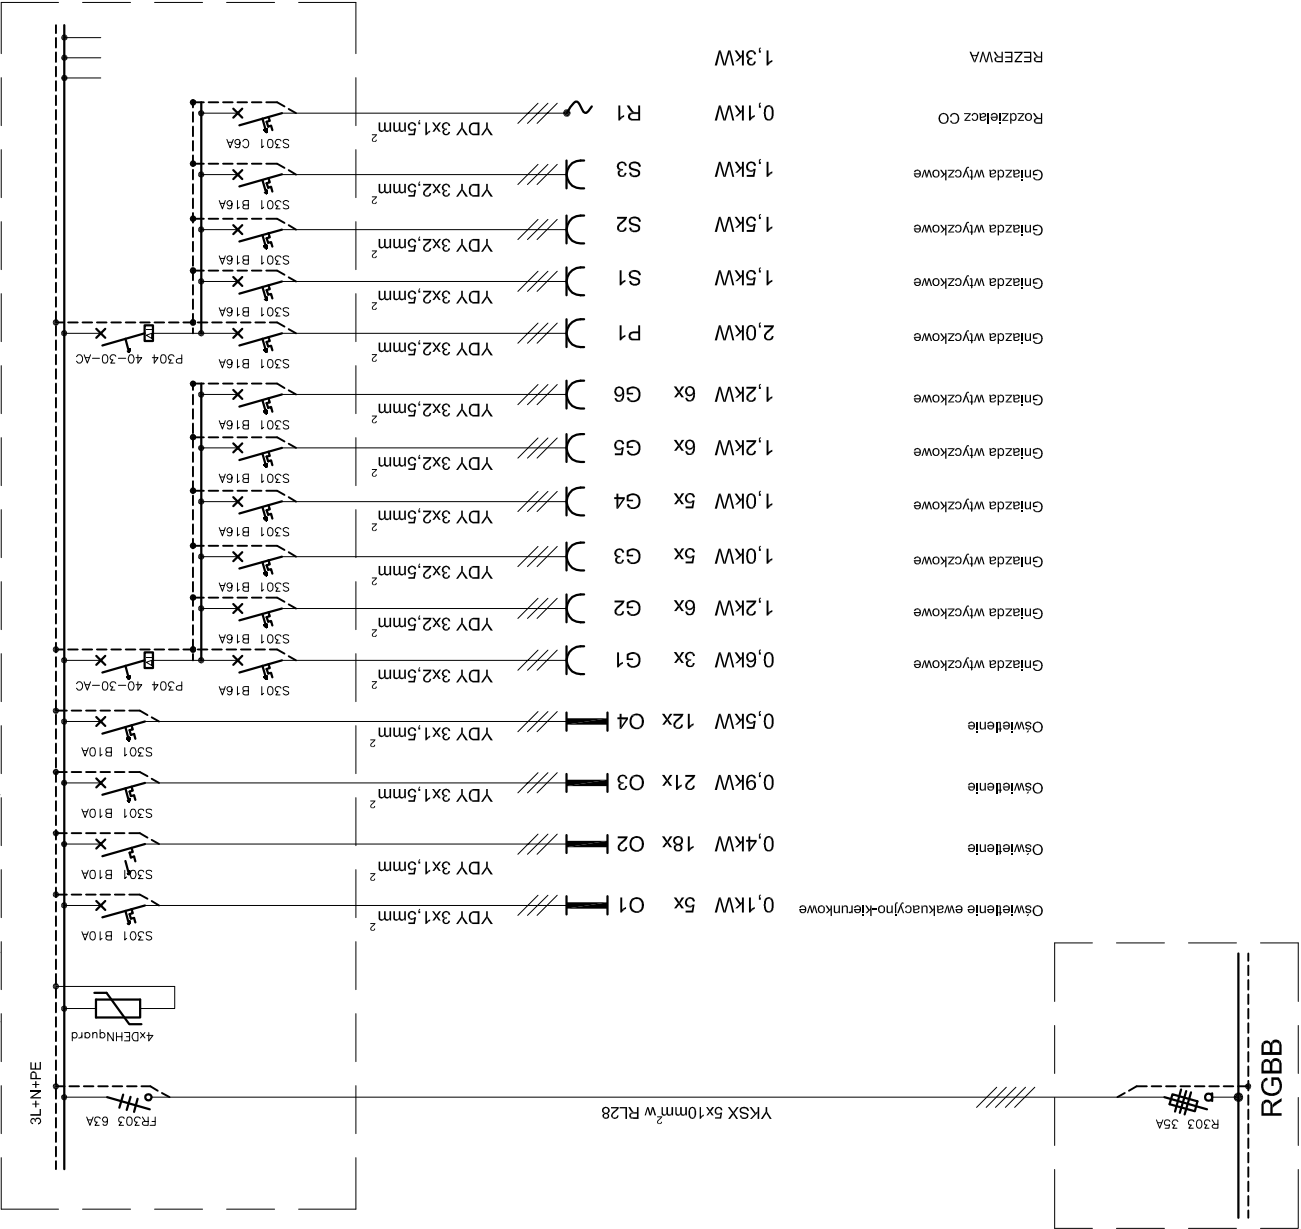 REZERWA 1,3kW
Rozdzielacz CO 0,1kW R1 YDY 3x1,5mm² S301 C6A
Gniazda wtyczkowe 1,5kW S3 YDY 3x2,5mm² S301 B16A
Gniazda wtyczkowe 1,5kW S2 YDY 3x2,5mm² S301 B16A
Gniazda wtyczkowe 1,5kW S1 YDY 3x2,5mm² S301 B16A
Gniazda wtyczkowe 2,0kW P1 YDY 3x2,5mm² S301 B16A P304 40-30-AC
Gniazda wtyczkowe 1,2kW 6x G6 YDY 3x2,5mm² S301 B16A
Gniazda wtyczkowe 1,2kW 6x G5 YDY 3x2,5mm² S301 B16A
Gniazda wtyczkowe 1,0kW 5x G4 YDY 3x2,5mm² S301 B16A
Gniazda wtyczkowe 1,0kW 5x G3 YDY 3x2,5mm² S301 B16A
Gniazda wtyczkowe 1,2kW 6x G2 YDY 3x2,5mm² S301 B16A
Gniazda wtyczkowe 0,6kW 3x G1 YDY 3x2,5mm² S301 B16A P304 40-30-AC
Oświetlenie 0,5kW 12x O4 YDY 3x1,5mm² S301 B10A
Oświetlenie 0,9kW 21x O3 YDY 3x1,5mm² S301 B10A
Oświetlenie 0,4kW 18x O2 YDY 3x1,5mm² S301 B10A
Oświetlenie ewakuacyjno-kierunkowe 0,1kW 5x O1 YDY 3x1,5mm² S301 B10A
4xDEHNquard
3L+N+PE
FR303 63A
YKSX 5x10mm² w RL28
R303 35A
RGBB